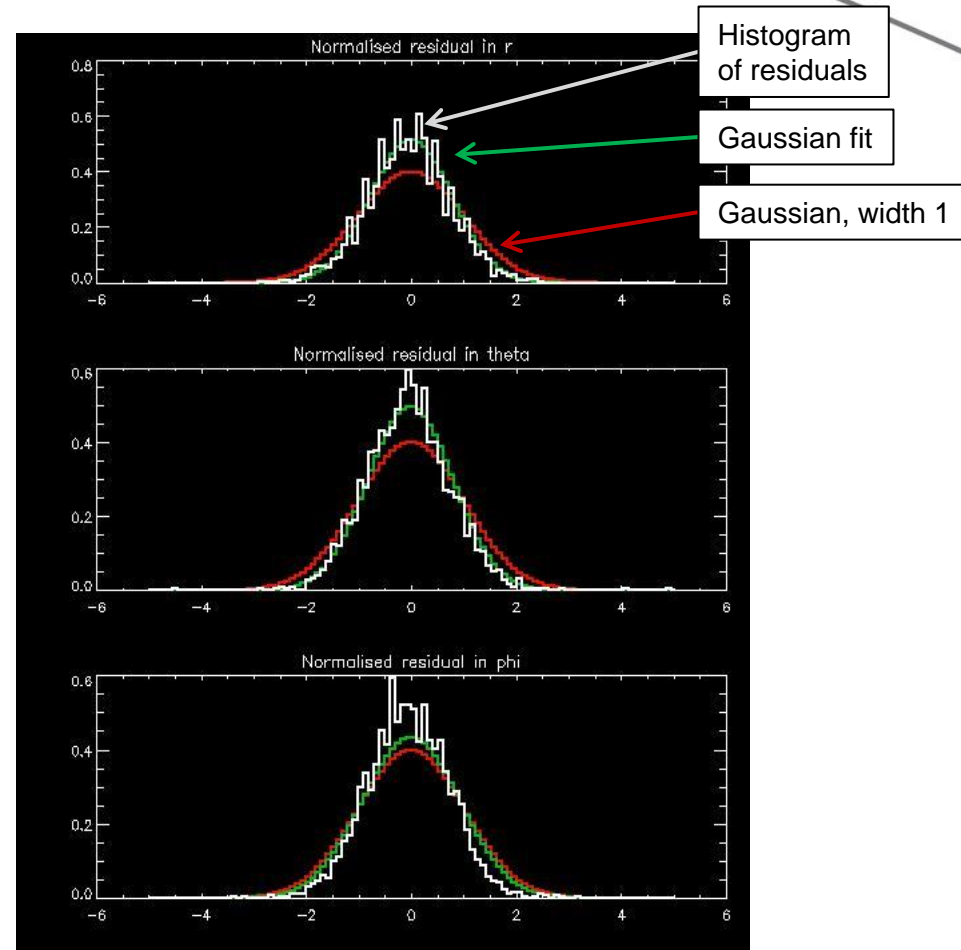 Histogram
of residuals
Gaussian fit
Gaussian, width 1
Normalised residual in r
0.8
0.6
0.4
0.2
0.0
-6 -4 -2 0 2 4 6
Normalised residual in theta
0.6
0.4
0.2
0.0
-6 -4 -2 0 2 4 6
Normalised residual in phi
0.6
0.4
0.2
0.0
-6 -4 -2 0 2 4 6